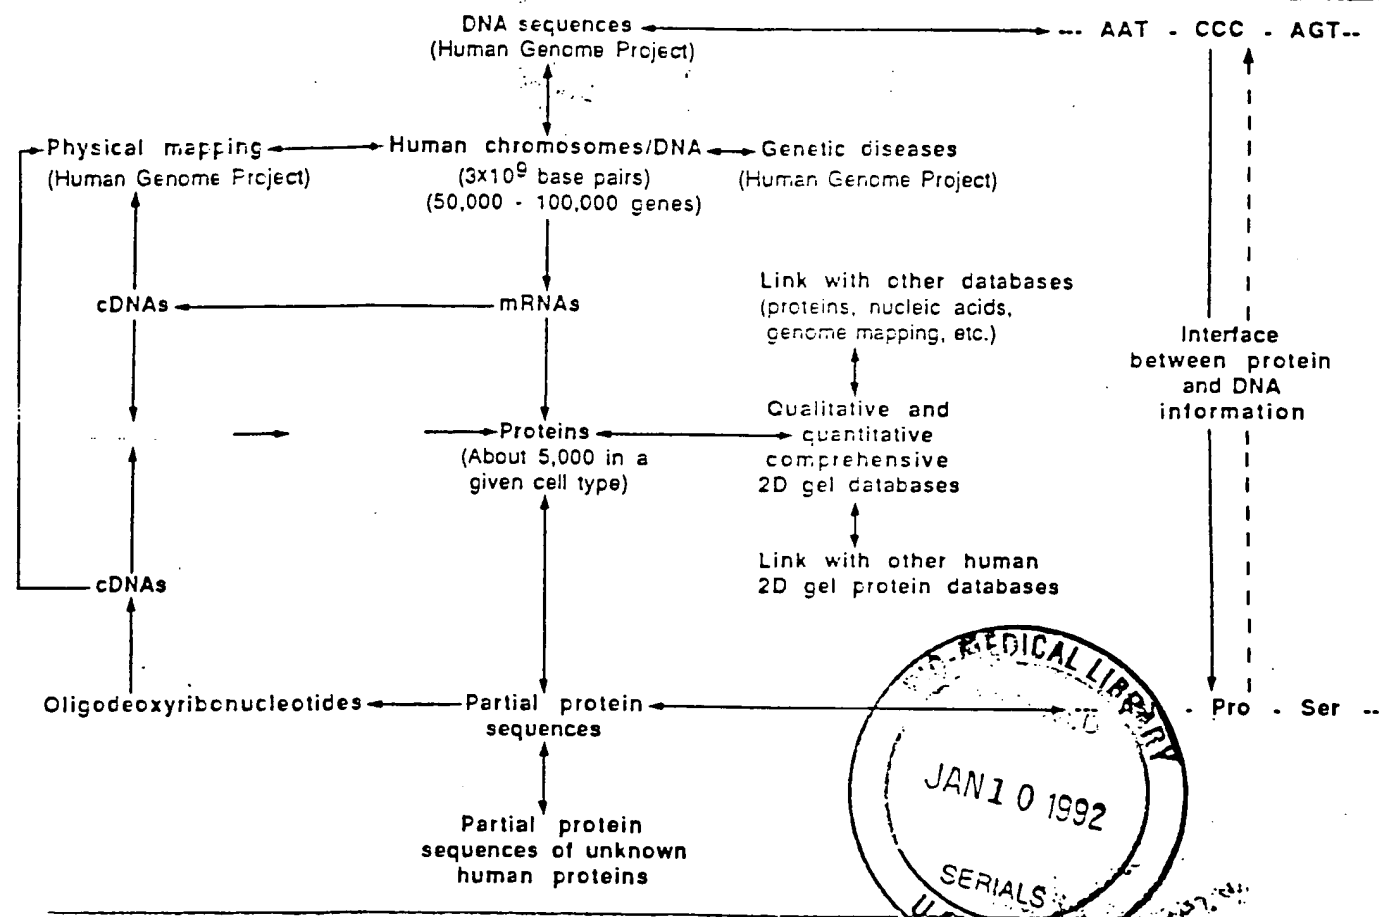 DNA sequences
(Human Genome Project)
--- AAT - CCC - AGT--
Physical mapping
(Human Genome Project)
Human chromosomes/DNA
(3x10⁹ base pairs)
(50,000 - 100,000 genes)
Genetic diseases
(Human Genome Project)
cDNAs
mRNAs
Link with other databases
(proteins, nucleic acids,
genome mapping, etc.)
Interface
between protein
and DNA
information
Proteins
(About 5,000 in a
given cell type)
Qualitative and
quantitative
comprehensive
2D gel databases
Link with other human
2D gel protein databases
cDNAs
Oligodeoxyribonucleotides
Partial protein
sequences
- Pro - Ser --
Partial protein
sequences of unknown
human proteins
MEDICAL LIBRARY
JAN 10 1992
SERIALS